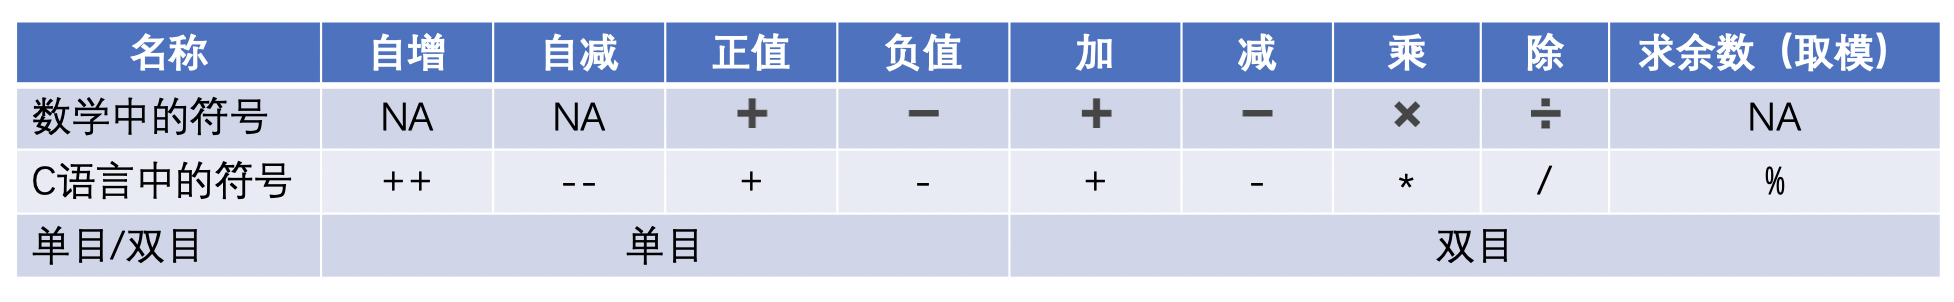 名称 自增 自减 正值 负值 加 减 乘 除 求余数（取模）
数学中的符号 NA NA + − + − × ÷ NA
C语言中的符号 ++ -- + - + - * / %
单目/双目 单目 双目